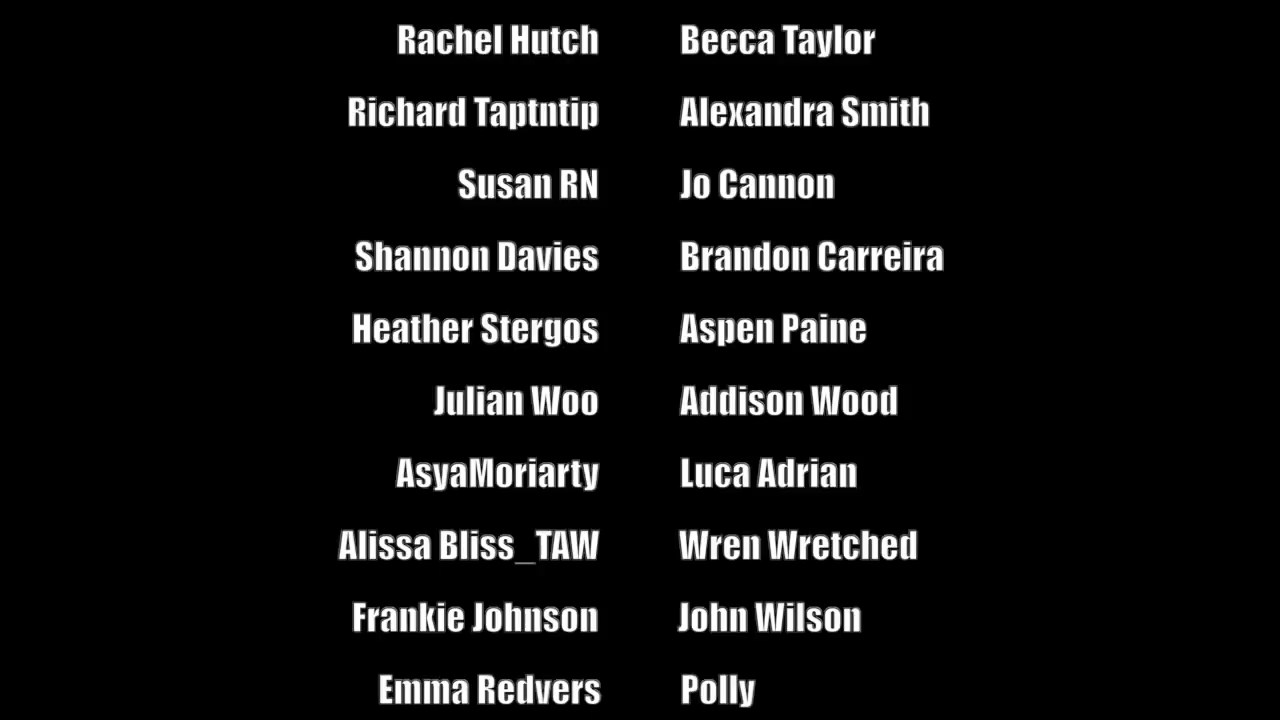 Rachel Hutch Becca Taylor
Richard Taptntip Alexandra Smith
Susan RN Jo Cannon
Shannon Davies Brandon Carreira
Heather Stergos Aspen Paine
Julian Woo Addison Wood
AsyaMoriarty Luca Adrian
Alissa Bliss_TAW Wren Wretched
Frankie Johnson John Wilson
Emma Redvers Polly